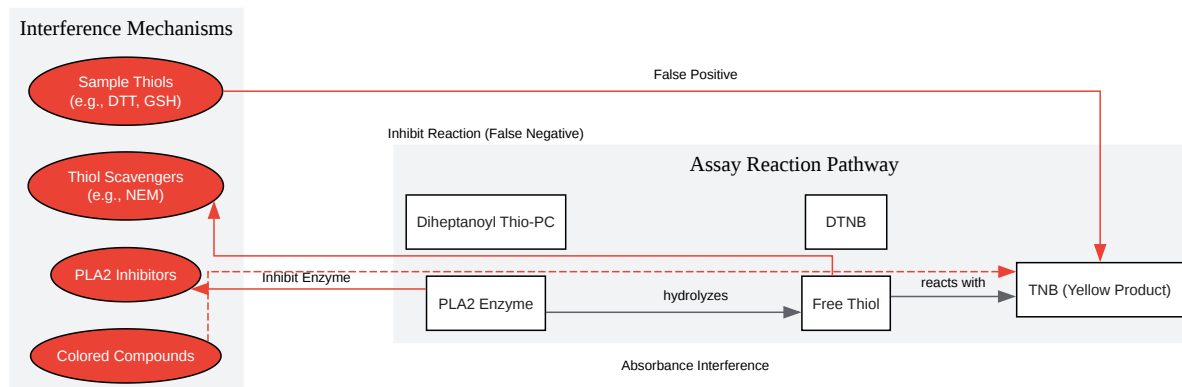 Interference Mechanisms
Sample Thiols
(e.g., DTT, GSH)
False Positive
Inhibit Reaction (False Negative)
Thiol Scavengers
(e.g., NEM)
Assay Reaction Pathway
Diheptanoyl Thio-PC
DTNB
PLA2 Inhibitors
Inhibit Enzyme
PLA2 Enzyme
hydrolyzes
Free Thiol
reacts with
TNB (Yellow Product)
Colored Compounds
Absorbance Interference